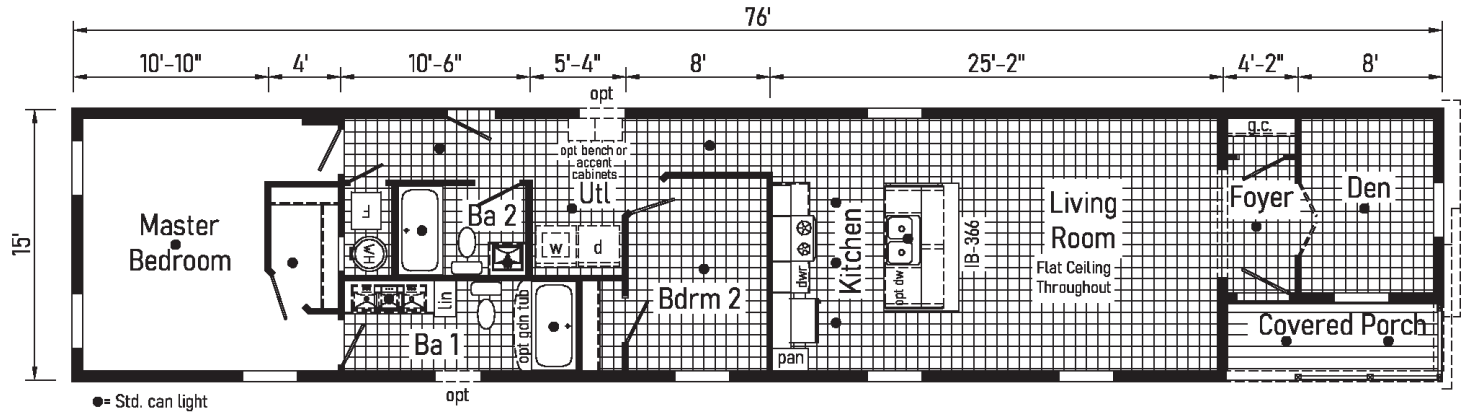 76'
10'-10" 4' 10'-6" 5'-4" 8' 25'-2" 4'-2" 8'
opt
15'
Master
Bedroom
F
WH
Ba 2
opt bench or
accent
cabinets
Utl
w
d
lin
Ba 1
opt gdn tub
opt
Bdrm 2
dwr
pan
Kitchen
opt dw
IB-366
Living
Room
Flat Ceiling
Throughout
g.c.
Foyer
Den
Covered Porch
●= Std. can light